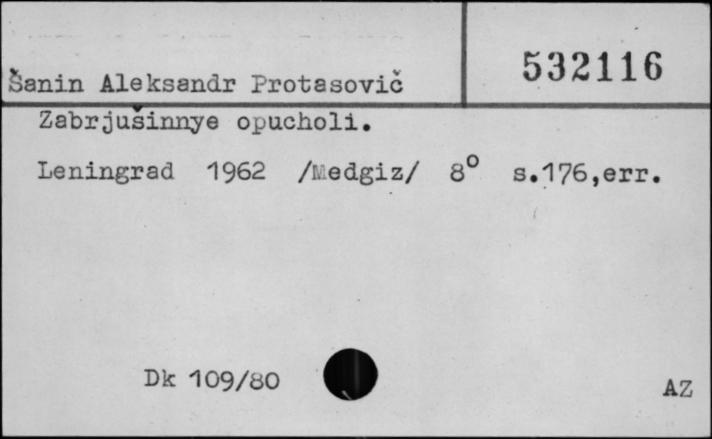 532116
Šanin Aleksandr Protasovič
Zabrjušinnye opucholi.
Leningrad 1962 /Medgiz/ 8° s.176,err.
Dk 109/80
AZ